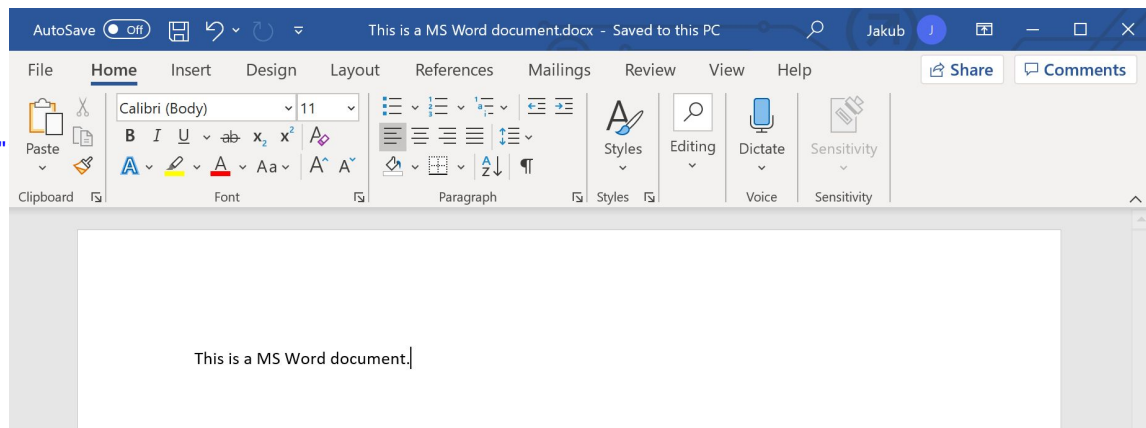 AutoSave Off This is a MS Word document.docx - Saved to this PC Jakub J
File Home Insert Design Layout References Mailings Review View Help Share Comments
Calibri (Body) 11
B I U ab x2 x2 A
"
Paste Styles Editing Dictate Sensitivity
A A Aa A A A Z
Clipboard Font Paragraph Styles Voice Sensitivity
This is a MS Word document.